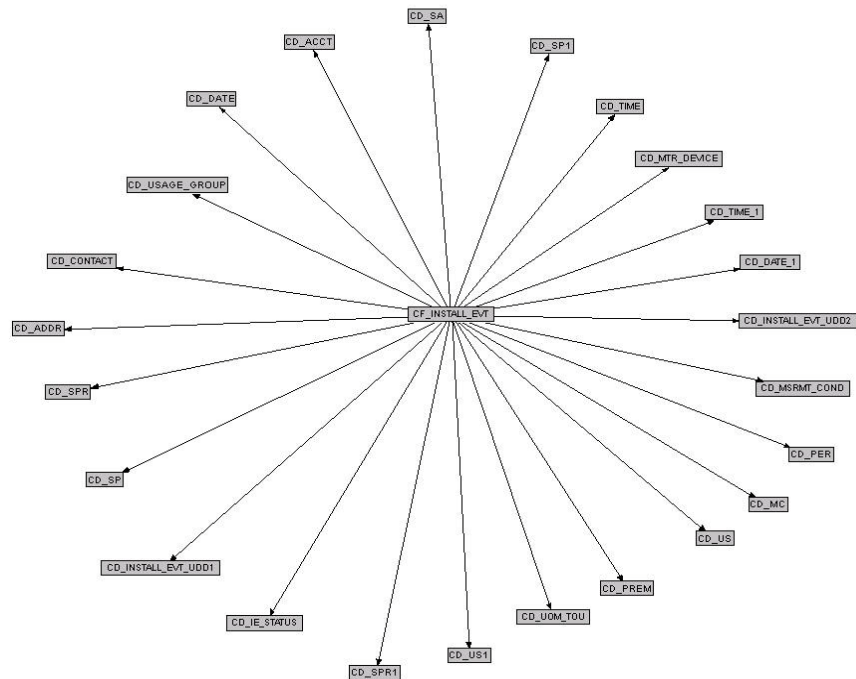 CD_SA
CD_ACCT
CD_SP1
CD_DATE
CD_TIME
CD_MTR_DEVICE
CD_USAGE_GROUP
CD_TIME_1
CD_CONTACT
CD_DATE_1
CF_INSTALL_EVT
CD_INSTALL_EVT_UDD2
CD_ADDR
CD_MSRMT_COND
CD_SPR
CD_PER
CD_SP
CD_MC
CD_US
CD_INSTALL_EVT_UDD1
CD_PREM
CD_UOM_TOU
CD_IE_STATUS
CD_US1
CD_SPR1